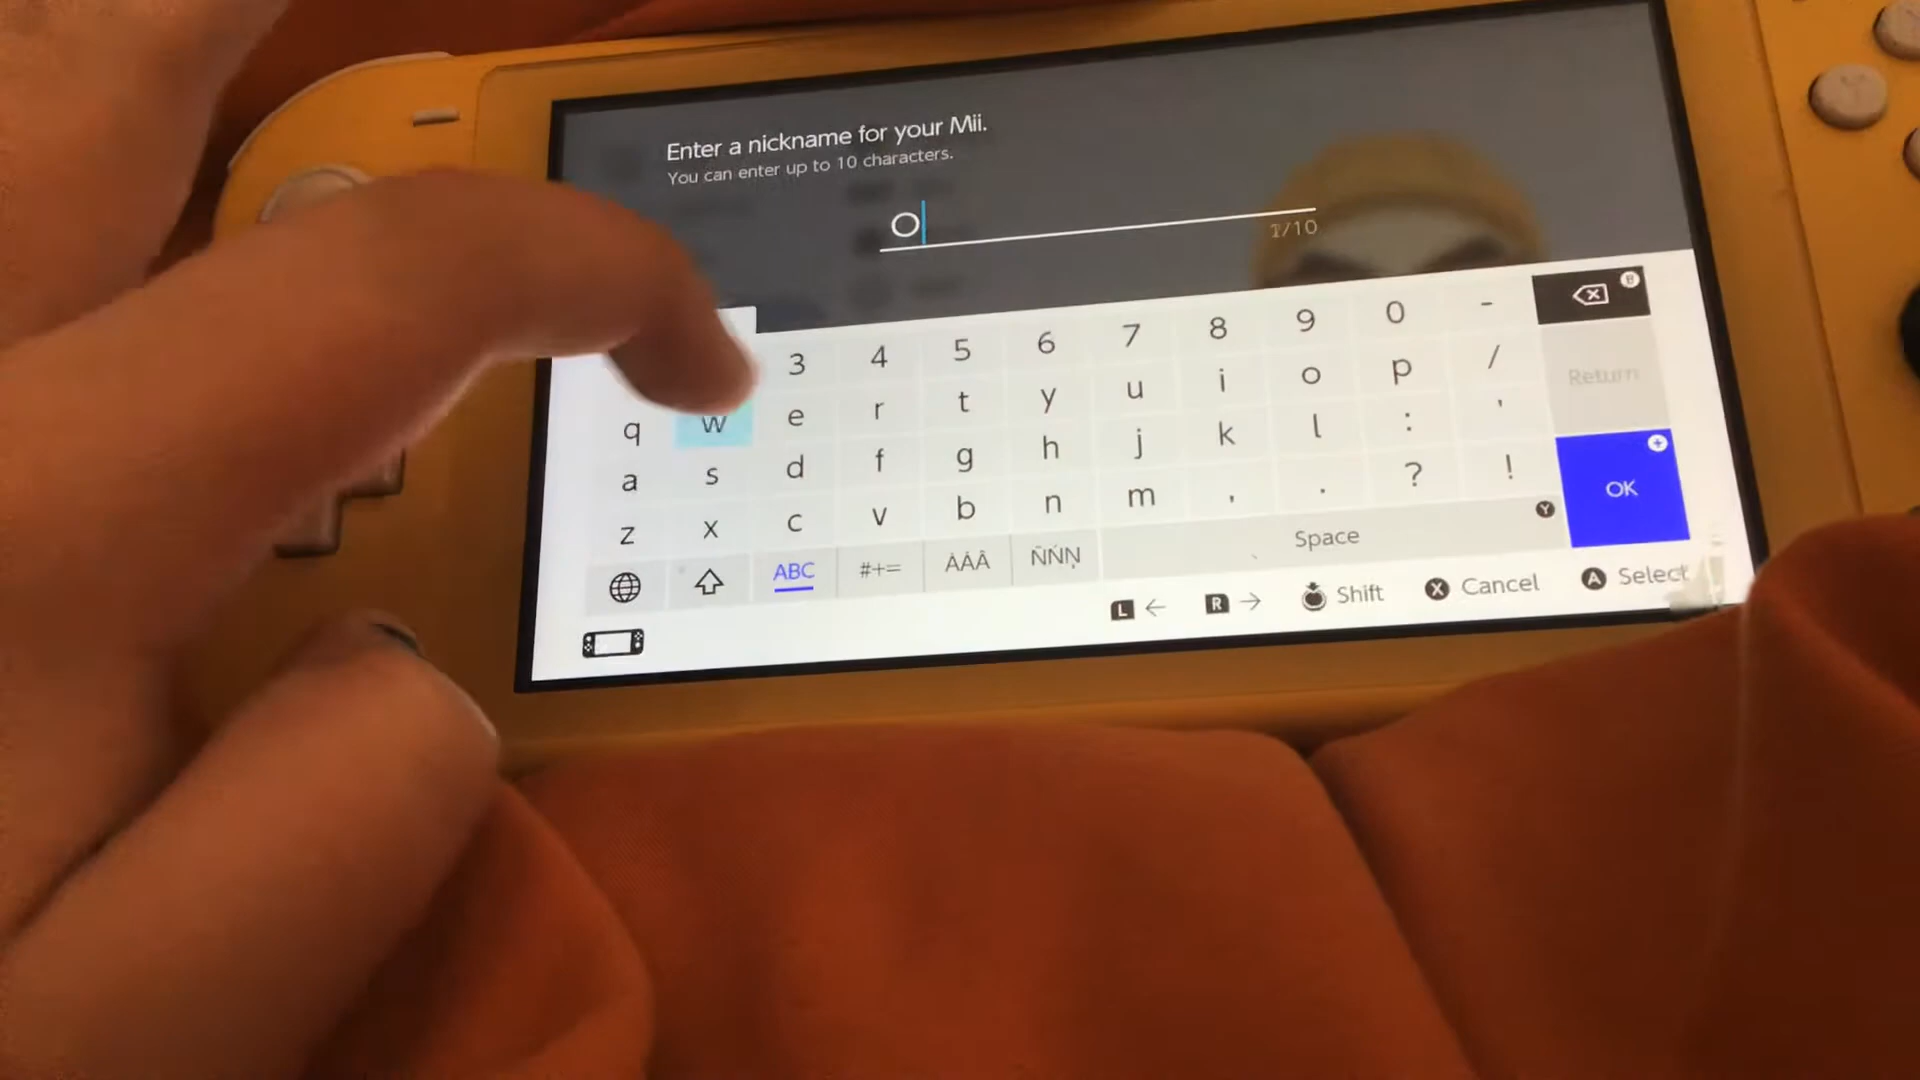 Enter a nickname for your Mii.
You can enter up to 10 characters.
O
1/10
3 4 5 6 7 8 9 0 - B
q w e r t y u i o p / Return
a s d f g h j k l : '
z x c v b n m , . ? ! + OK
ABC #+= ÀÁÂ ÑŃŅ Space Y
L ← R → Shift X Cancel A Select